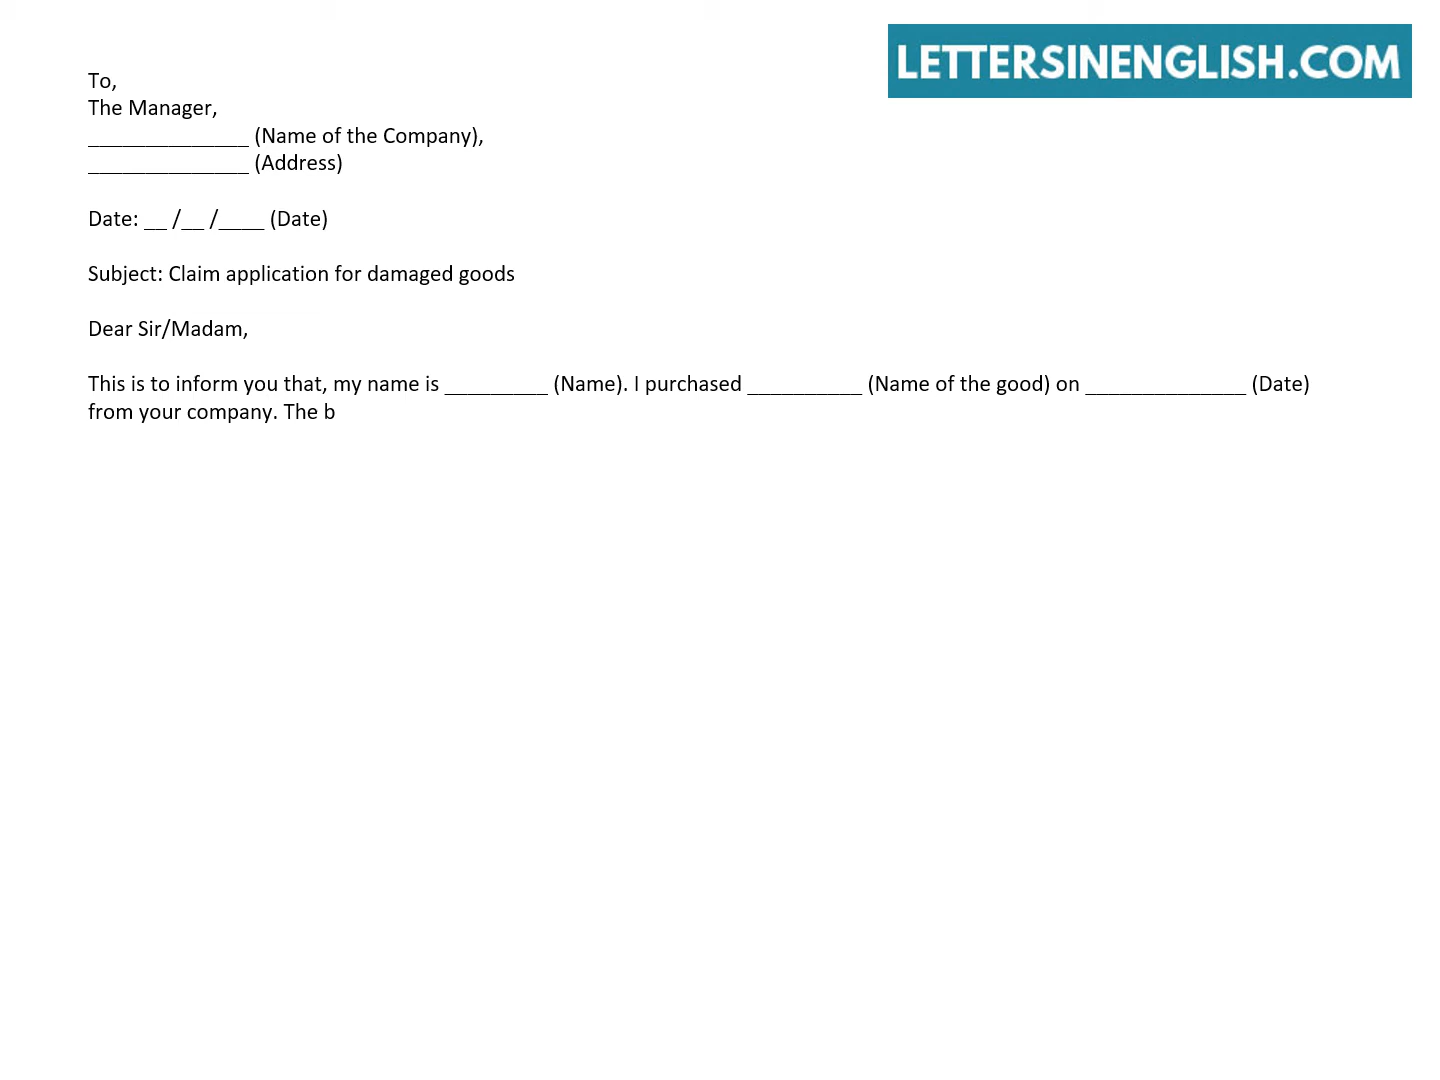 LETTERSINENGLISH.COM
To,
The Manager,
______________ (Name of the Company),
______________ (Address)
Date: __ /__ /____ (Date)
Subject: Claim application for damaged goods
Dear Sir/Madam,
This is to inform you that, my name is _________ (Name). I purchased __________ (Name of the good) on ______________ (Date)
from your company. The b